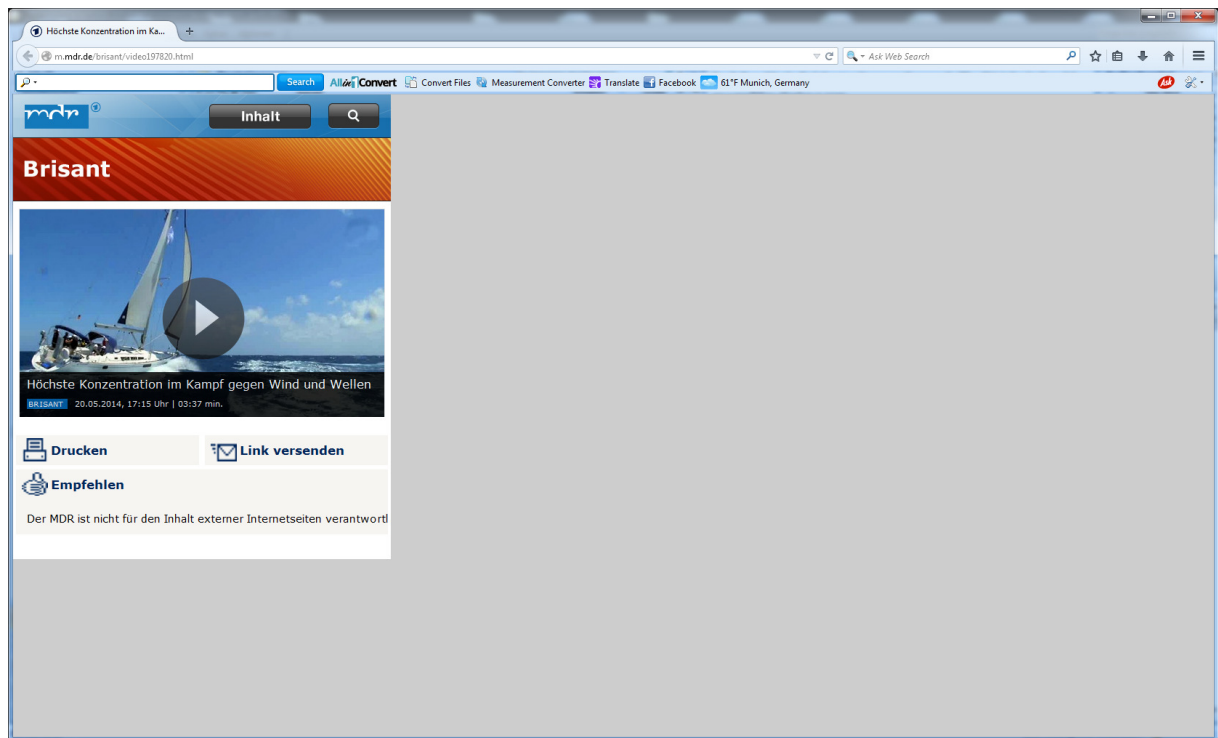 Höchste Konzentration im Ka... +
m.mdr.de/brisant/video197820.html Ask Web Search
Search AllinConvert Convert Files Measurement Converter Translate Facebook 61°F Munich, Germany Ask
mdr Inhalt
Brisant
Höchste Konzentration im Kampf gegen Wind und Wellen
BRISANT 20.05.2014, 17:15 Uhr | 03:37 min.
Drucken Link versenden
Empfehlen
Der MDR ist nicht für den Inhalt externer Internetseiten verantwortl